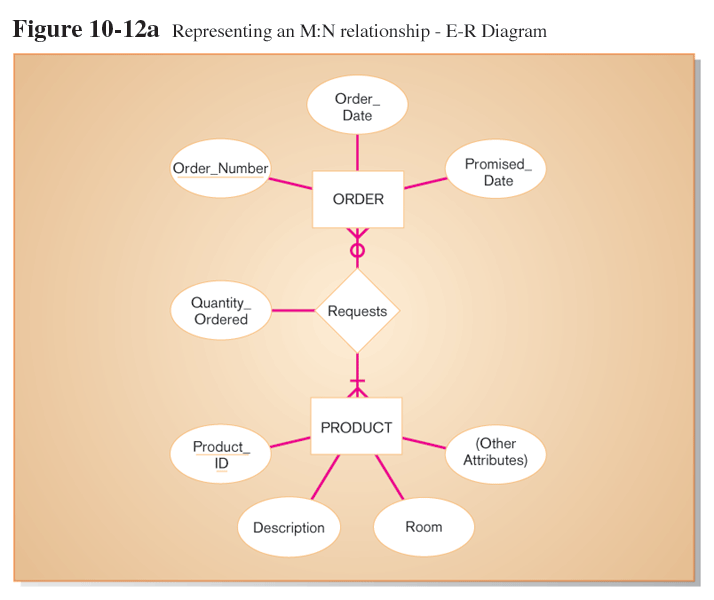 Figure 10-12a Representing an M:N relationship - E-R Diagram
Order_
Date
Order_Number
Promised_
Date
ORDER
Quantity_
Ordered
Requests
PRODUCT
Product_
ID
(Other
Attributes)
Description
Room